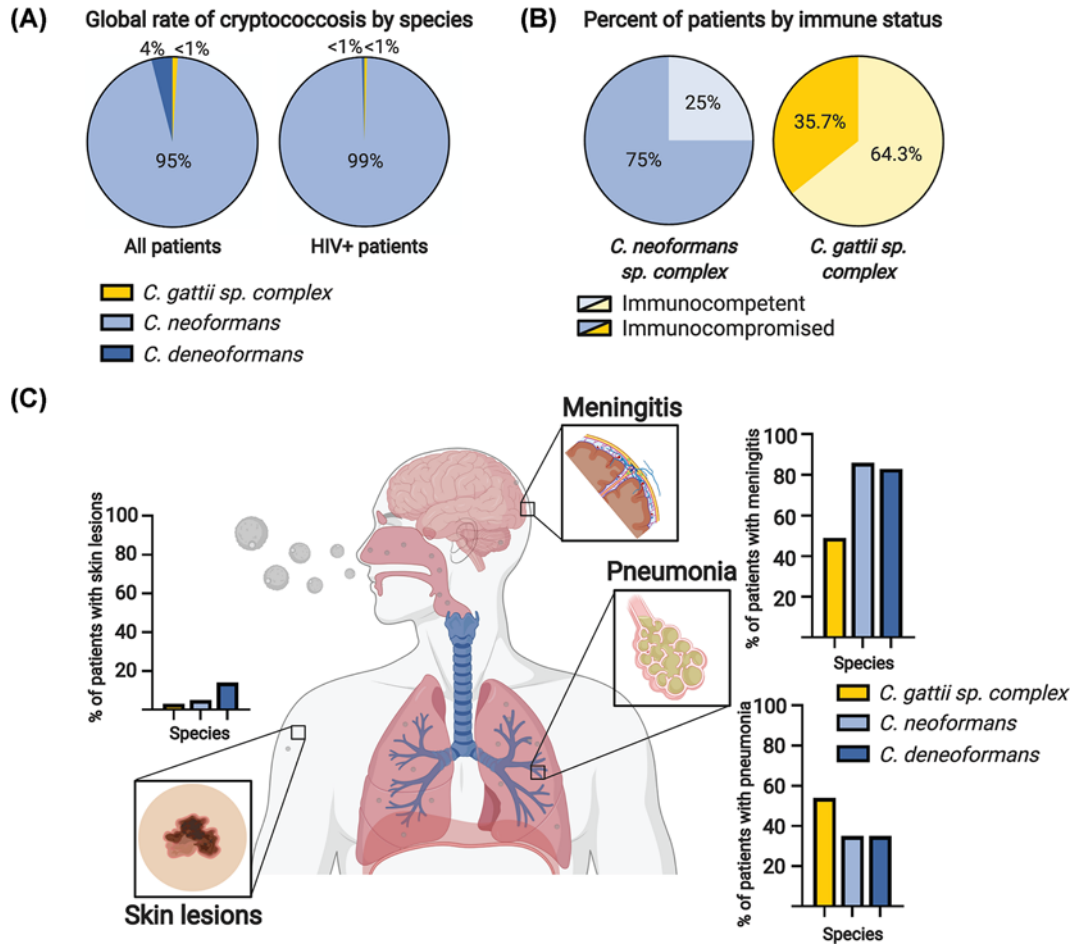 (A)
Global rate of cryptococcosis by species
4% <1%
95%
All patients
<1% <1%
99%
HIV+ patients
C. gattii sp. complex
C. neoformans
C. deneoformans
(B)
Percent of patients by immune status
25%
75%
C. neoformans
sp. complex
35.7%
64.3%
C. gattii sp.
complex
Immunocompetent
Immunocompromised
(C)
% of patients with skin lesions
100
80
60
40
20
Species
Skin lesions
Meningitis
Pneumonia
% of patients with meningitis
100
80
60
40
20
Species
C. gattii sp. complex
C. neoformans
C. deneoformans
% of patients with pneumonia
100
80
60
40
20
Species